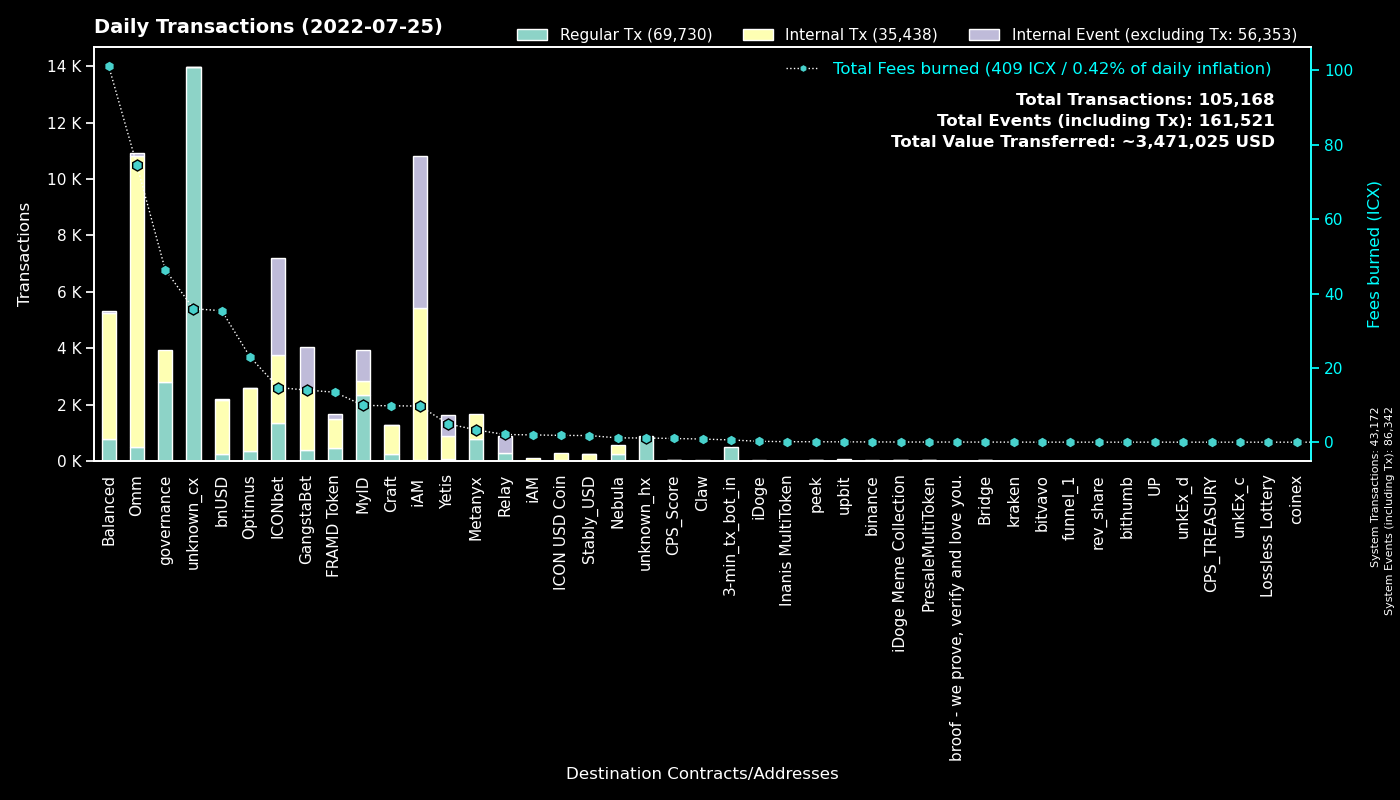 Daily Transactions (2022-07-25)
Regular Tx (69,730)
Internal Tx (35,438)
Internal Event (excluding Tx: 56,353)
Total Fees burned (409 ICX / 0.42% of daily inflation)
Total Transactions: 105,168
Total Events (including Tx): 161,521
Total Value Transferred: ~3,471,025 USD
Transactions
14 K
12 K
10 K
8 K
6 K
4 K
2 K
0 K
100
80
60
40
20
0
Fees burned (ICX)
System Transactions: 43,172
System Events (including Tx): 86,342
Balanced
Omm
governance
unknown_cx
bnUSD
Optimus
ICONbet
GangstaBet
FRAMD Token
MyID
Craft
iAM
Yetis
Metanyx
Relay
iAM
ICON USD Coin
Stably_USD
Nebula
unknown_hx
CPS_Score
Claw
3-min_tx_bot_in
iDoge
Inanis MultiToken
peek
upbit
binance
iDoge Meme Collection
PresaleMultiToken
broof - we prove, verify and love you.
Bridge
kraken
bitvavo
funnel_1
rev_share
bithumb
UP
unkEx_d
CPS_TREASURY
unkEx_c
Lossless Lottery
coinex
Destination Contracts/Addresses